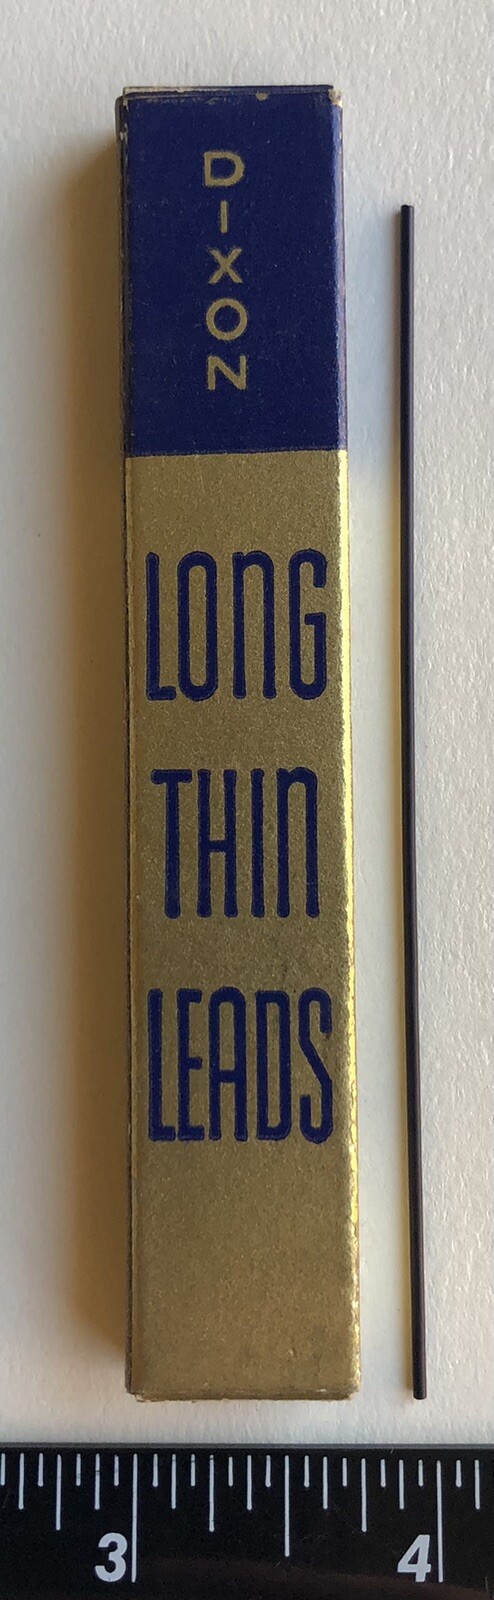 DIXON
LONG
THIN
LEADS
3 4